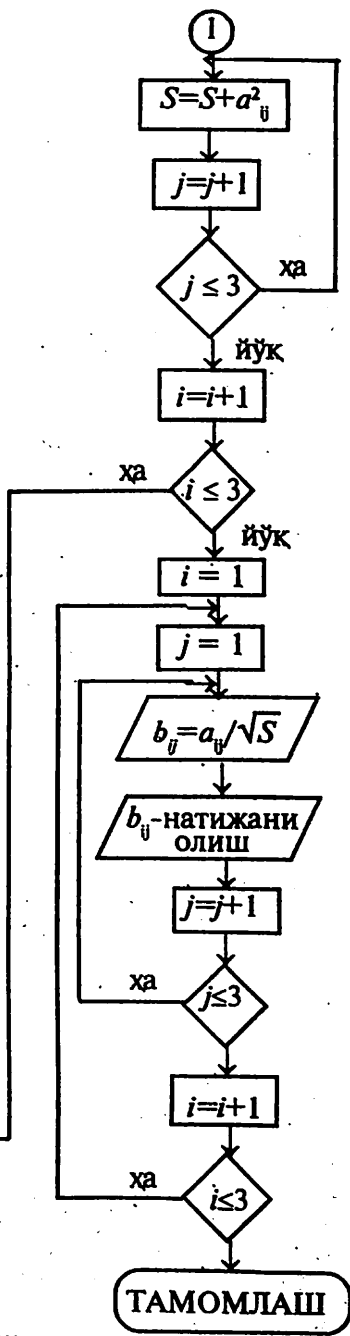 1
S=S+a²ᵢⱼ
j=j+1
j ≤ 3
ҳа
йўқ
i=i+1
ҳа
i ≤ 3
йўқ
i = 1
j = 1
bᵢⱼ=aᵢⱼ/√S
bᵢⱼ-натижани
олиш
j=j+1
ҳа
j≤3
i=i+1
ҳа
i≤3
ТАМОМЛАШ